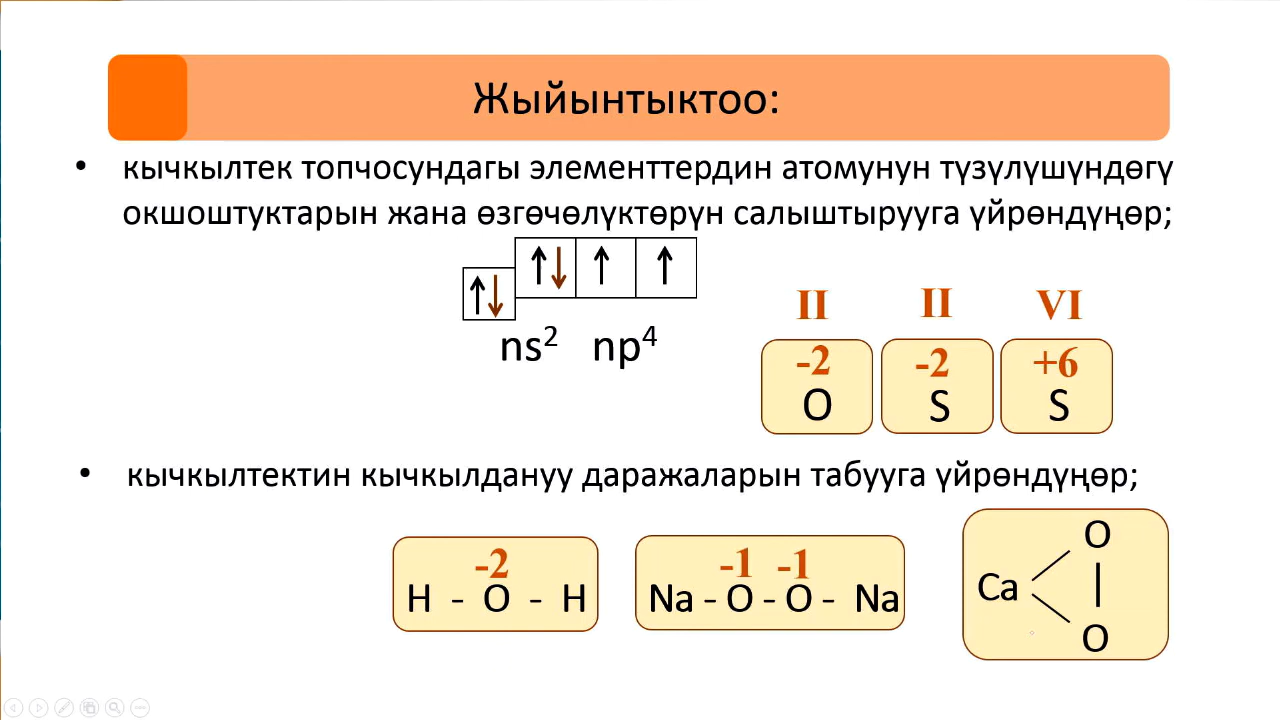 Жыйынтыктоо:
• кычкылтек топчосундагы элементтердин атомунун түзүлүшүндөгү
окшоштуктарын жана өзгөчөлүктөрүн салыштырууга үйрөндүңөр;
↑↓ ↑↓ ↑ ↑
ns² np⁴
II II VI
-2 -2 +6
O S S
• кычкылтектин кычкылдануу даражаларын табууга үйрөндүңөр;
-2 -1 -1
H - O - H Na - O - O - Na
O
Ca
O